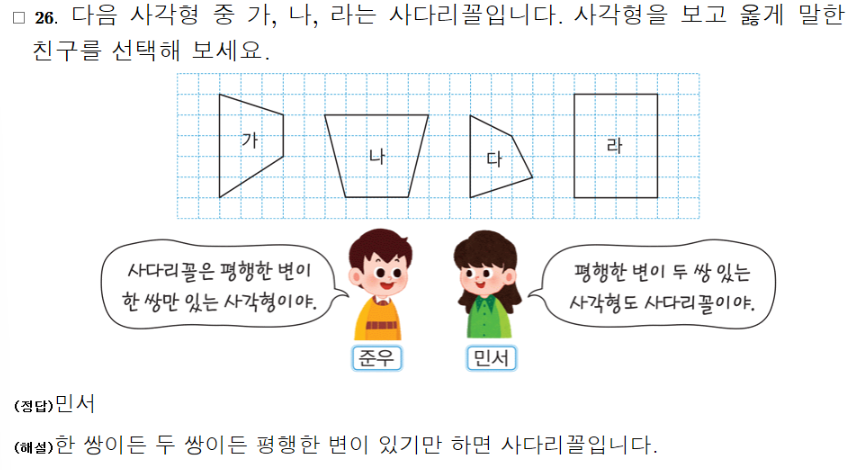 □ 26. 다음 사각형 중 가, 나, 라는 사다리꼴입니다. 사각형을 보고 옳게 말한
친구를 선택해 보세요.
가
나
다
라
사다리꼴은 평행한 변이
한 쌍만 있는 사각형이야.
평행한 변이 두 쌍 있는
사각형도 사다리꼴이야.
준우
민서
(정답)민서
(해설)한 쌍이든 두 쌍이든 평행한 변이 있기만 하면 사다리꼴입니다.